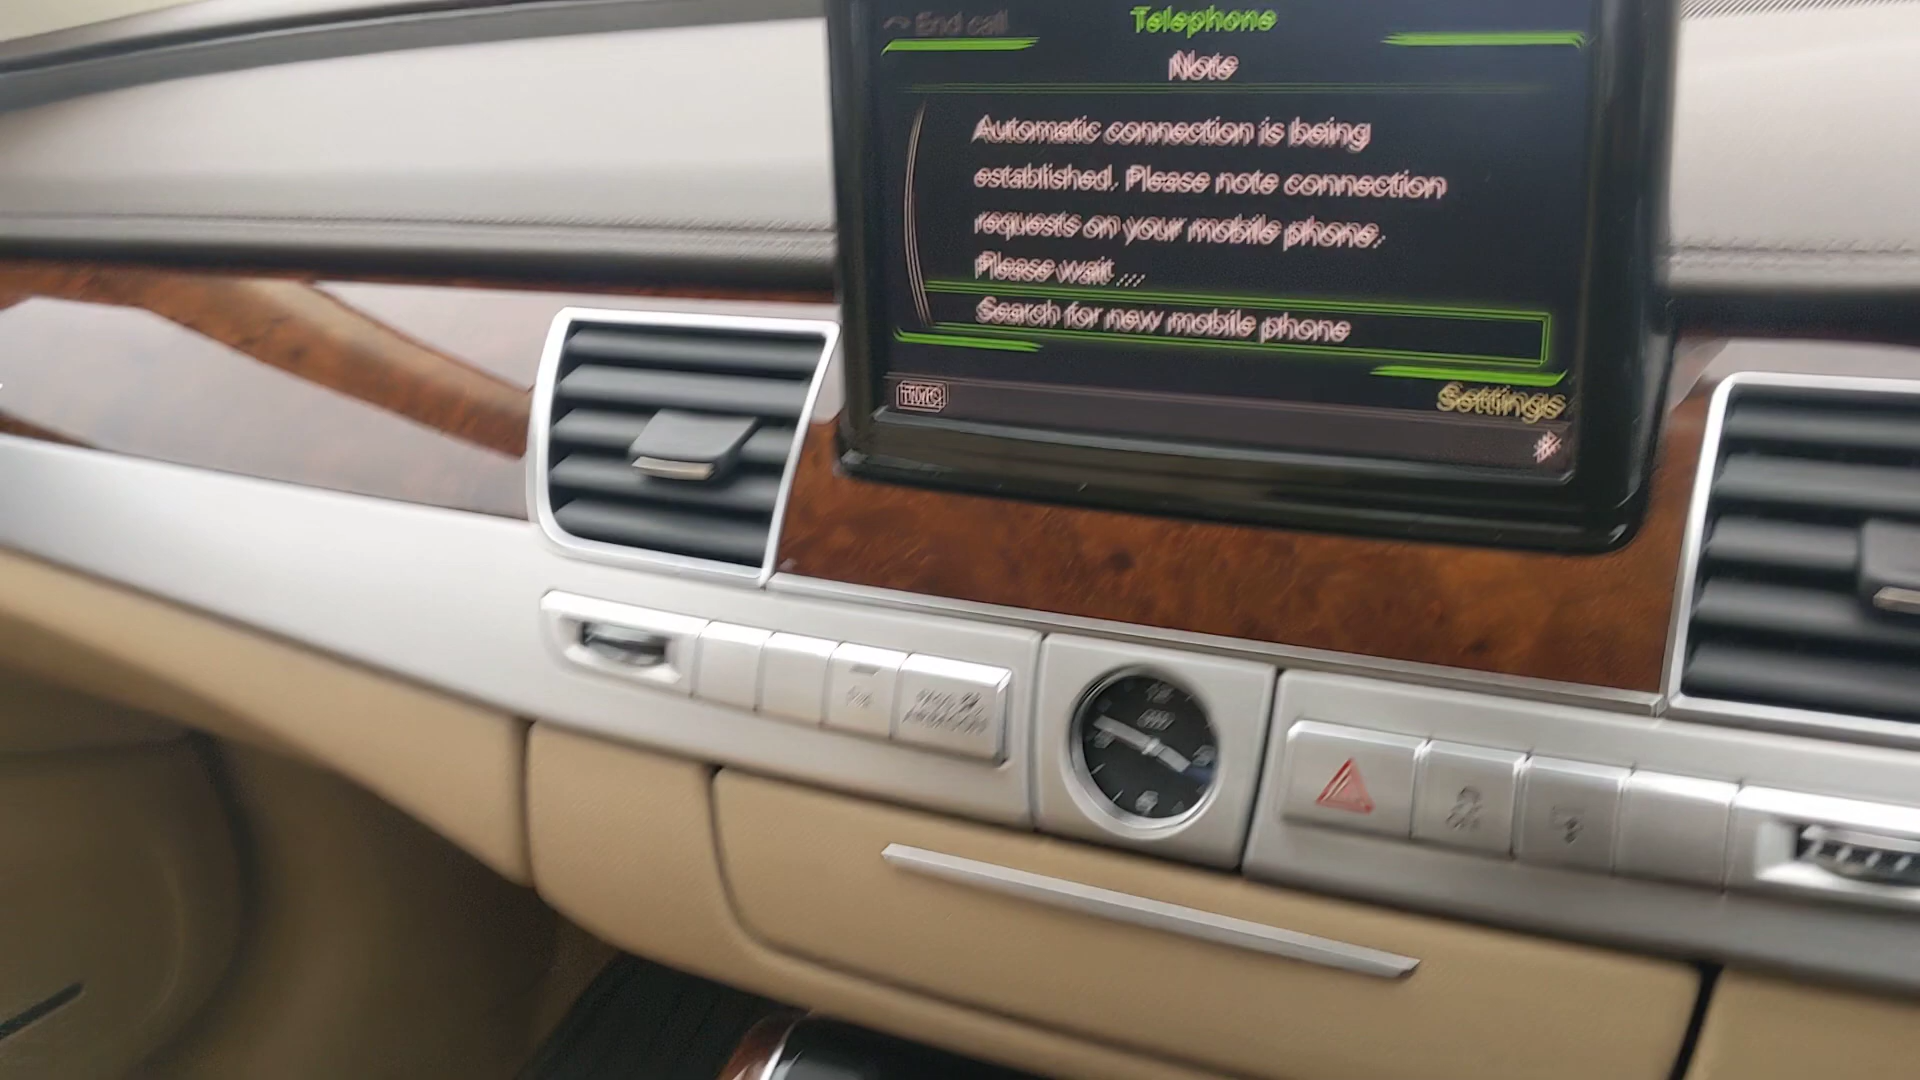 End call
Telephone
Note
Automatic connection is being
established. Please note connection
requests on your mobile phone.
Please wait ...
Search for new mobile phone
Settings